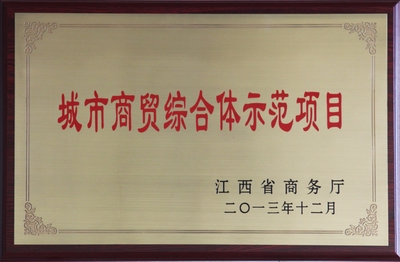 城市商贸综合体示范项目
江西省商务厅
二〇一三年十二月